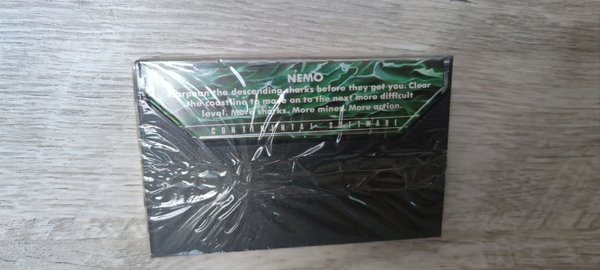 NEMO
Harpoon the descending sharks before they get you. Clear
the coastline to move on to the next more difficult
level. More sharks. More mines. More action.
CONTINENTAL SOFTWARE